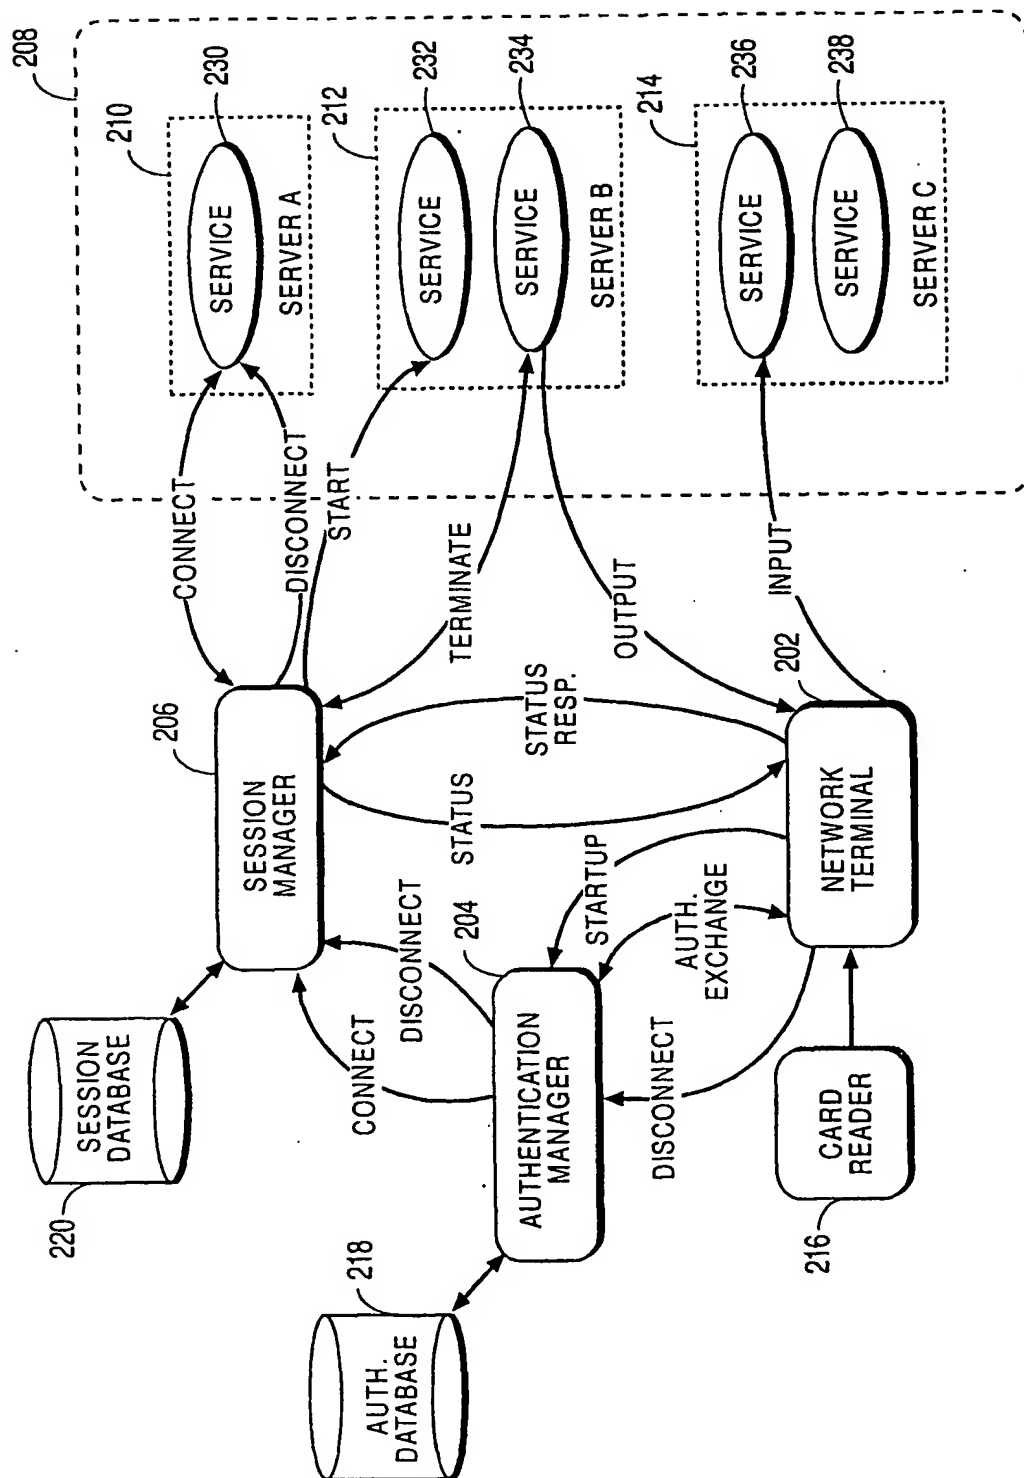 208
210
SERVICE
230
SERVER A
212
SERVICE
232
SERVICE
234
SERVER B
214
SERVICE
236
SERVICE
238
SERVER C
CONNECT
DISCONNECT
START
TERMINATE
OUTPUT
INPUT
206
SESSION
MANAGER
STATUS
STATUS
RESP.
202
NETWORK
TERMINAL
SESSION
DATABASE
220
CONNECT
DISCONNECT
204
STARTUP
AUTH.
EXCHANGE
AUTHENTICATION
MANAGER
DISCONNECT
218
AUTH.
DATABASE
CARD
READER
216